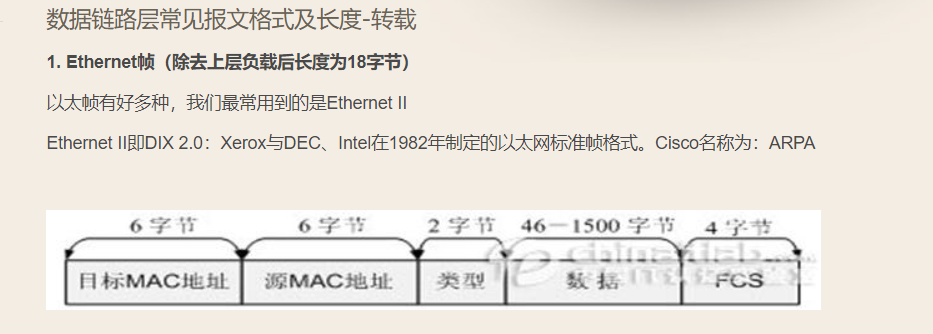 数据链路层常见报文格式及长度-转载
1. Ethernet帧（除去上层负载后长度为18字节）
以太帧有好多种，我们最常用到的是Ethernet II
Ethernet II即DIX 2.0：Xerox与DEC、Intel在1982年制定的以太网标准帧格式。Cisco名称为：ARPA
6 字节 6 字节 2 字节 46－1500 字节 4 字节
目标MAC地址 源MAC地址 类型 数据 FCS